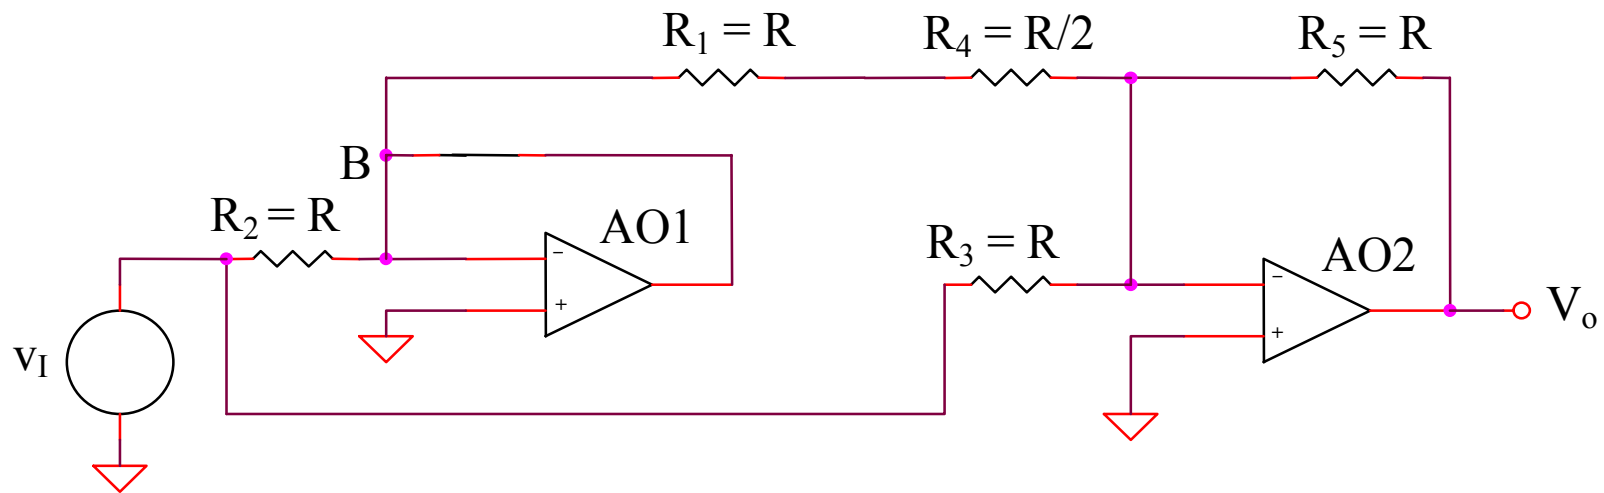 R₁ = R
R₄ = R/2
R₅ = R
B
R₂ = R
AO1
R₃ = R
AO2
−
+
−
+
vI
Vₒ